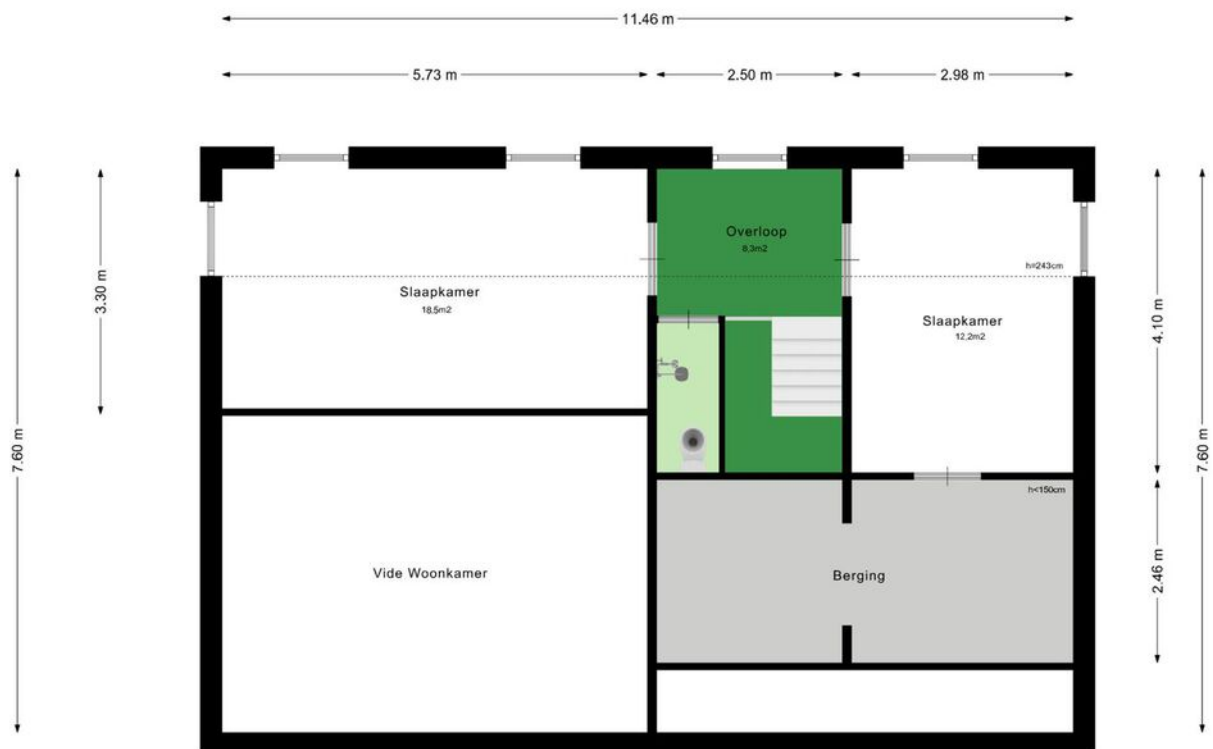 11.46 m
5.73 m
2.50 m
2.98 m
Overloop
8,3m2
h=243cm
3.30 m
Slaapkamer
18,5m2
Slaapkamer
12,2m2
4.10 m
7.60 m
7.60 m
h<150cm
Vide Woonkamer
Berging
2.46 m